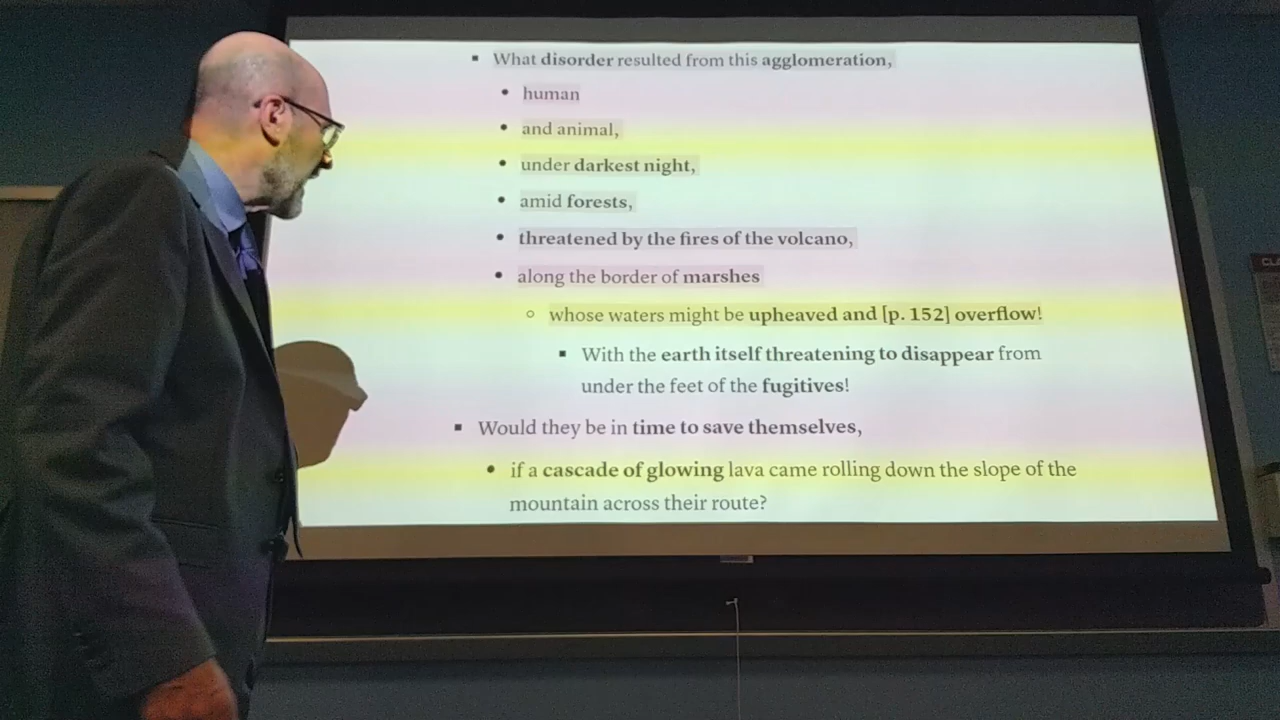 ▪ What disorder resulted from this agglomeration,
• human
• and animal,
• under darkest night,
• amid forests,
• threatened by the fires of the volcano,
• along the border of marshes
○ whose waters might be upheaved and [p. 152] overflow!
▪ With the earth itself threatening to disappear from
under the feet of the fugitives!
▪ Would they be in time to save themselves,
• if a cascade of glowing lava came rolling down the slope of the
mountain across their route?
CL